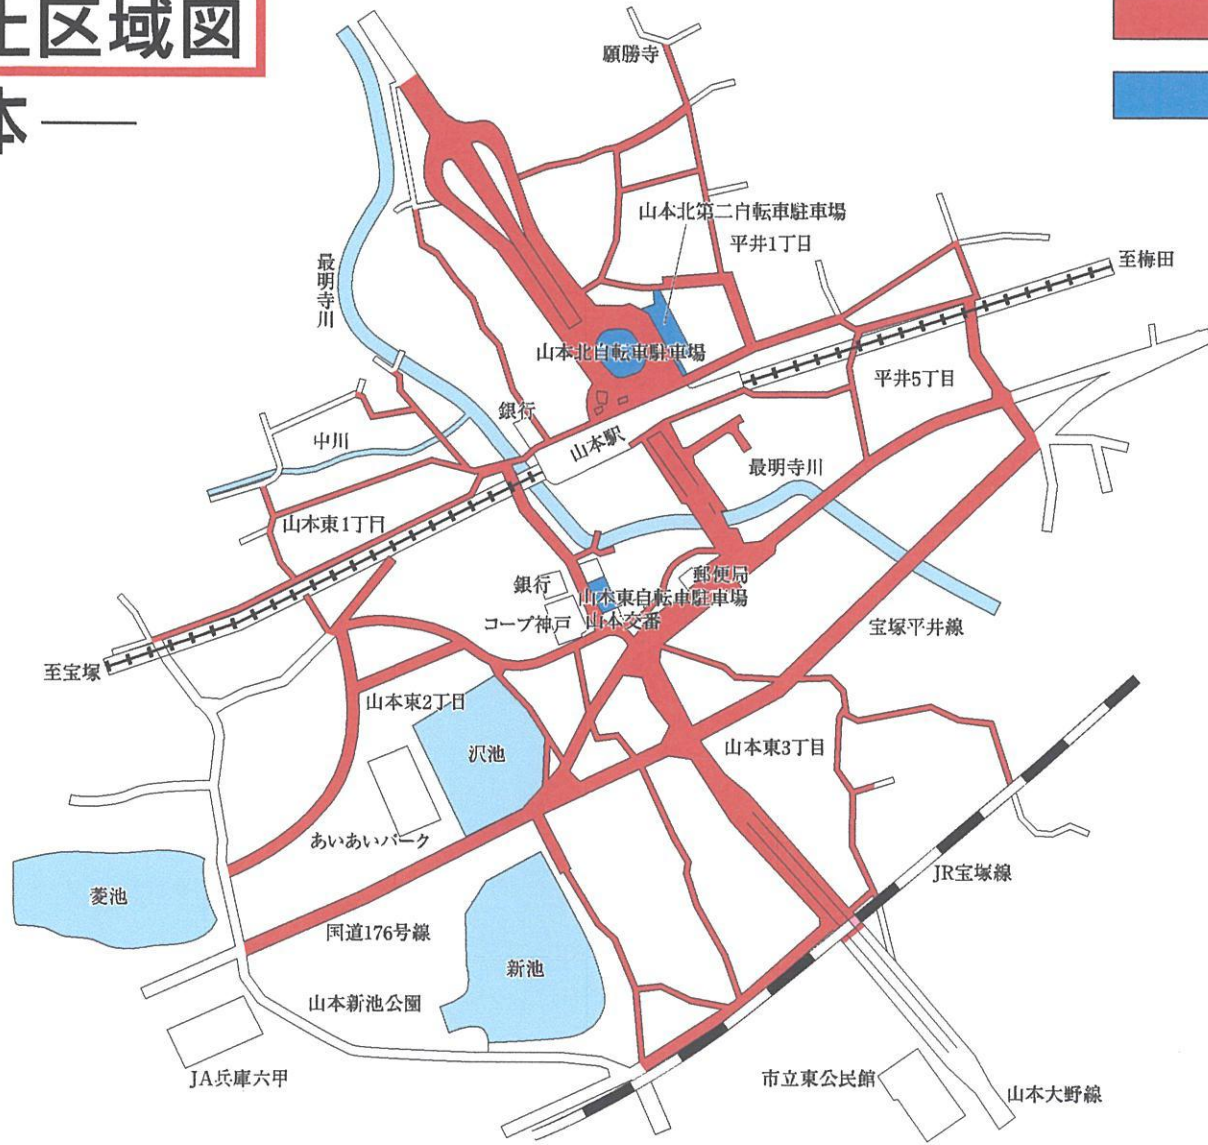 止区域図
本 ──
願勝寺
山本北第二自転車駐車場
平井1丁目
至梅田
最明寺川
山本北自転車駐車場
平井5丁目
銀行
中川
山本駅
最明寺川
山本東1丁目
銀行
郵便局
山本東自転車駐車場
コープ神戸
山本交番
宝塚平井線
至宝塚
山本東2丁目
沢池
山本東3丁目
あいあいパーク
JR宝塚線
菱池
国道176号線
新池
山本新池公園
JA兵庫六甲
市立東公民館
山本大野線